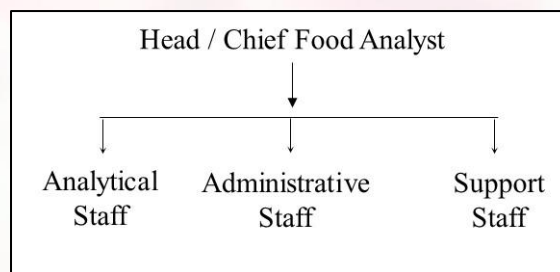 Head / Chief Food Analyst
Analytical Staff
Administrative Staff
Support Staff